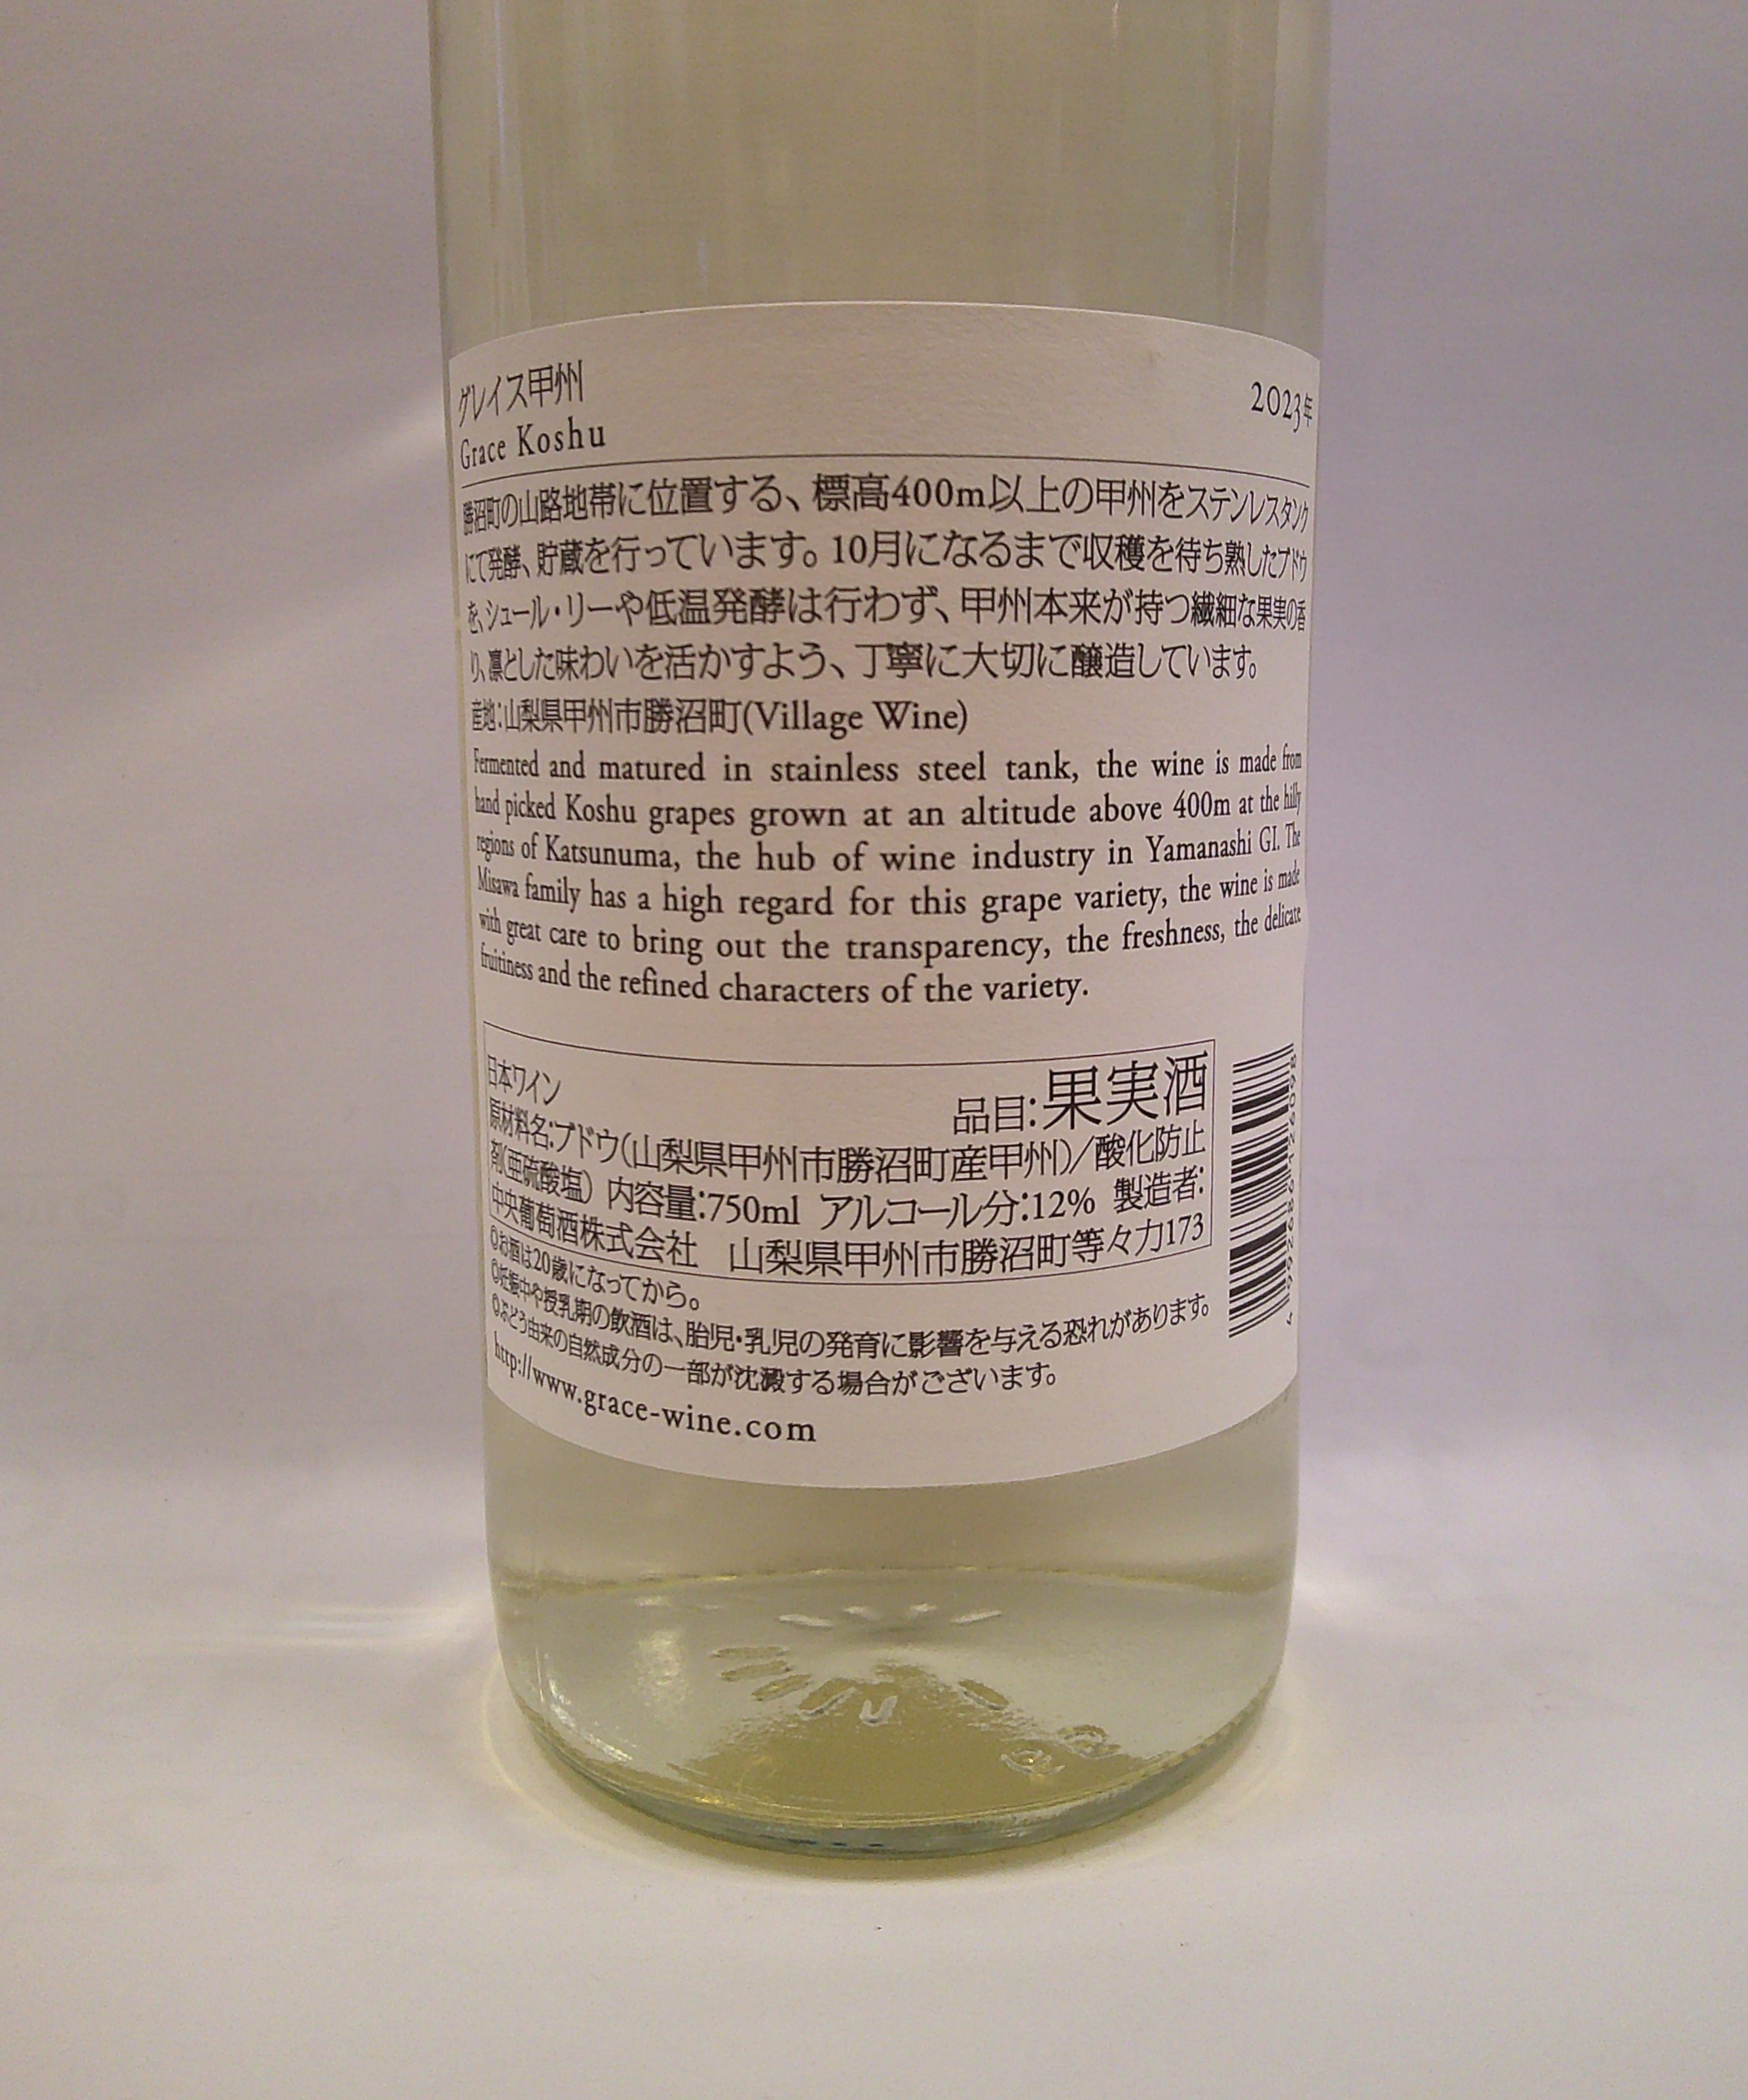 グレイス甲州
Grace Koshu
2023年
勝沼町の山路地帯に位置する、標高400m以上の甲州をステンレスタンク
にて発酵、貯蔵を行っています。10月になるまで収穫を待ち熟したブドウ
を、シュール・リーや低温発酵は行わず、甲州本来が持つ繊細な果実の香
り、凛とした味わいを活かすよう、丁寧に大切に醸造しています。
産地:山梨県甲州市勝沼町(Village Wine)
Fermented and matured in stainless steel tank, the wine is made from
hand picked Koshu grapes grown at an altitude above 400m at the hilly
regions of Katsunuma, the hub of wine industry in Yamanashi GI. The
Misawa family has a high regard for this grape variety, the wine is made
with great care to bring out the transparency, the freshness, the delicate
fruitiness and the refined characters of the variety.
日本ワイン
品目:果実酒
原材料名:ブドウ(山梨県甲州市勝沼町産甲州)/酸化防止
剤(亜硫酸塩) 内容量:750ml アルコール分:12% 製造者:
中央葡萄酒株式会社 山梨県甲州市勝沼町等々力173
◎お酒は20歳になってから。
◎妊娠中や授乳期の飲酒は、胎児・乳児の発育に影響を与える恐れがあります。
◎ぶどう由来の自然成分の一部が沈澱する場合がございます。
http://www.grace-wine.com